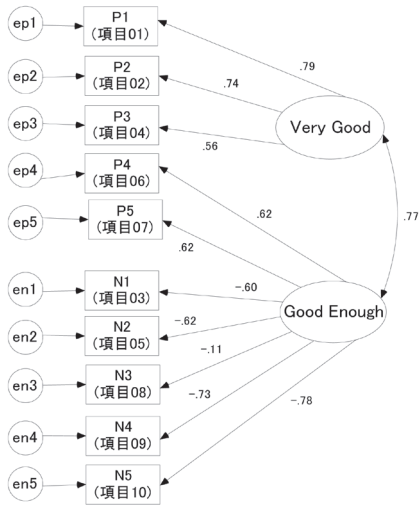 ep1
P1
(項目01)
.79
ep2
P2
(項目02)
.74
ep3
P3
(項目04)
.56
Very Good
ep4
P4
(項目06)
.62
.77
ep5
P5
(項目07)
.62
en1
N1
(項目03)
-.60
en2
N2
(項目05)
-.62
Good Enough
en3
N3
(項目08)
-.11
en4
N4
(項目09)
-.73
-.78
en5
N5
(項目10)